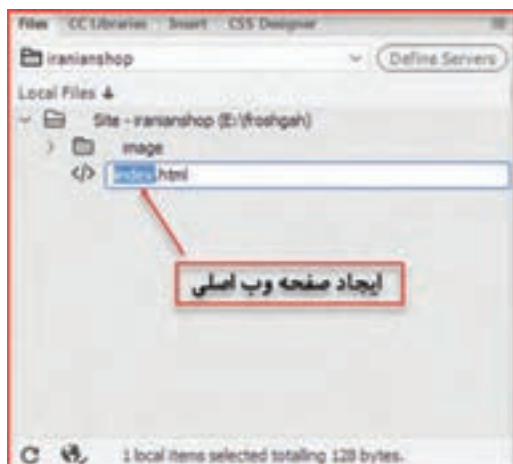 Files CC Libraries Insert CSS Designer
iranianshop Define Servers
Local Files
Site - iranianshop (E:\froshgah)
image
index.html
ایجاد صفحه وب اصلی
1 local items selected totalling 128 bytes.